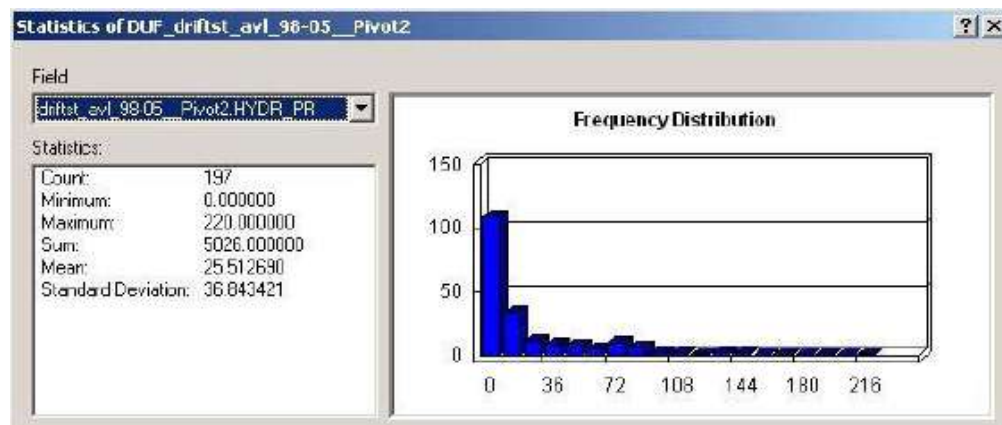 Statistics of DUF_driftst_avl_98-05__Pivot2
Field
driftst_avl_98-05__Pivot2.HYDR_PR
Statistics:
Count: 197
Minimum: 0.000000
Maximum: 220.000000
Sum: 5026.000000
Mean: 25.512690
Standard Deviation: 36.843421
Frequency Distribution
150
100
50
0
0 36 72 108 144 180 216